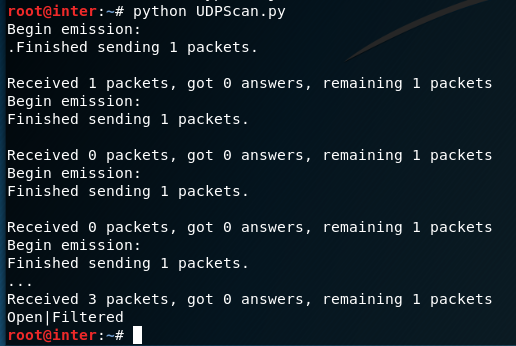 root@inter:~# python UDPScan.py
Begin emission:
.Finished sending 1 packets.
Received 1 packets, got 0 answers, remaining 1 packets
Begin emission:
Finished sending 1 packets.
Received 0 packets, got 0 answers, remaining 1 packets
Begin emission:
Finished sending 1 packets.
Received 0 packets, got 0 answers, remaining 1 packets
Begin emission:
Finished sending 1 packets.
...
Received 3 packets, got 0 answers, remaining 1 packets
Open|Filtered
root@inter:~#